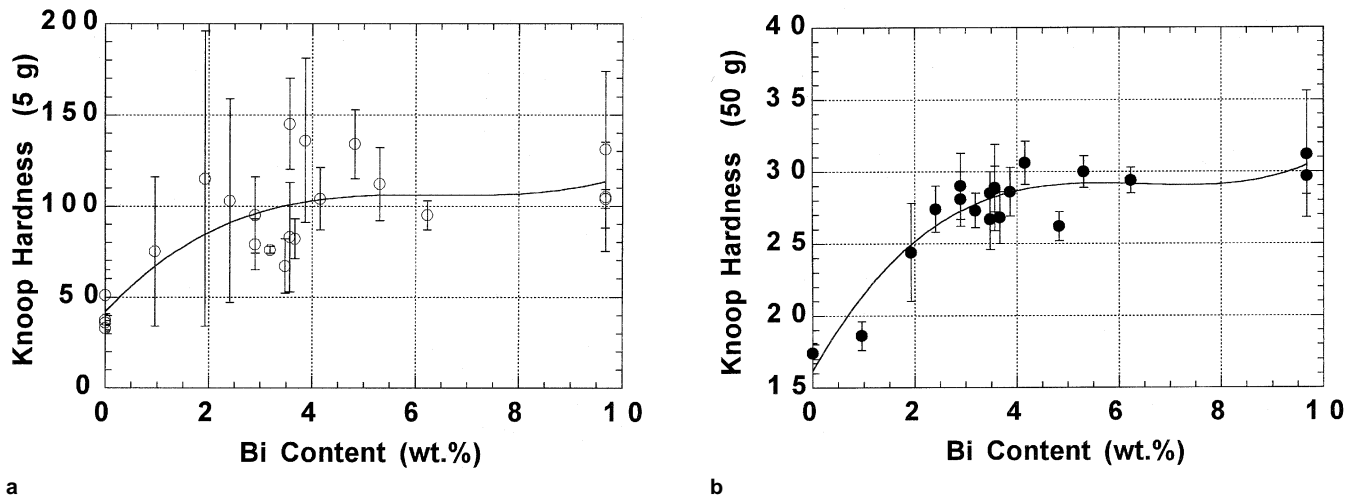 200
150
100
50
0
Knoop Hardness (5 g)
0 2 4 6 8 10
Bi Content (wt.%)
a
40
35
30
25
20
15
Knoop Hardness (50 g)
0 2 4 6 8 10
Bi Content (wt.%)
b